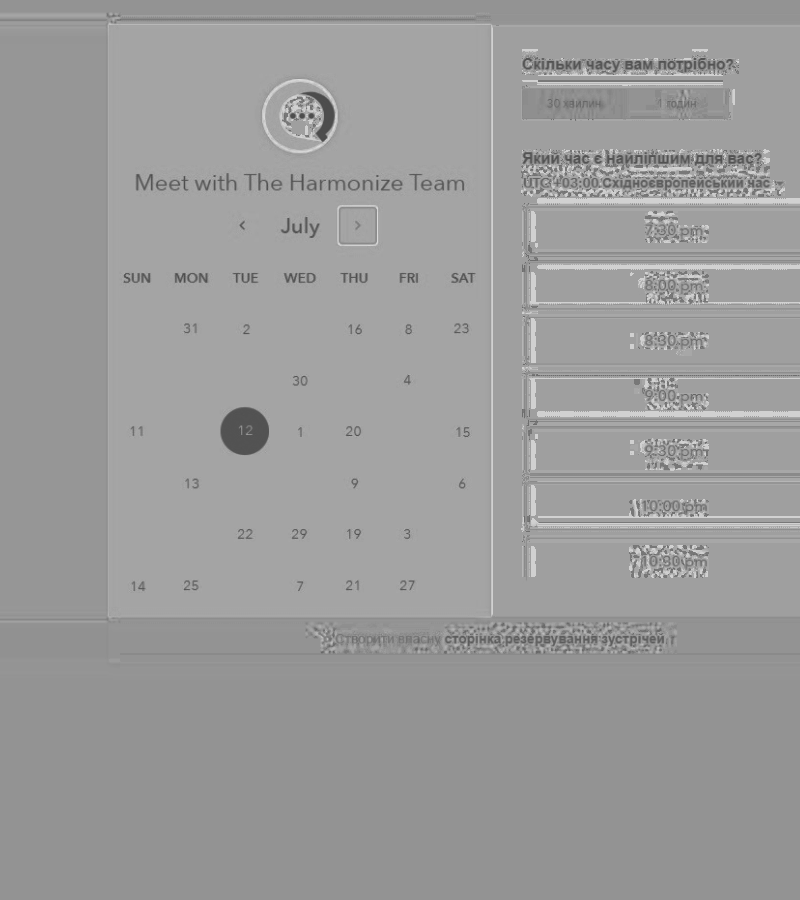 Meet with The Harmonize Team
July
SUN MON TUE WED THU FRI SAT
31 2 16 8 23
30 4
11 12 1 20 15
13 9 6
22 29 19 3
14 25 7 21 27
Скільки часу вам потрібно?
30 хвилин 1 годин
Який час є найліпшим для вас?
UTC+03:00 Східноєвропейський час
7:30 pm
8:00 pm
8:30 pm
9:00 pm
9:30 pm
10:00 pm
10:30 pm
Створити власну сторінка резервування зустрічей